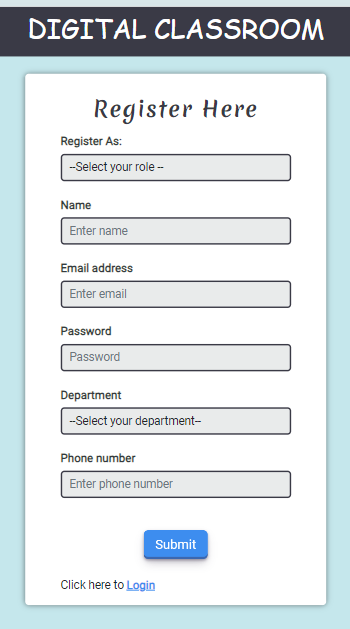 DIGITAL CLASSROOM
Register Here
Register As:
--Select your role --
Name
Enter name
Email address
Enter email
Password
Password
Department
--Select your department--
Phone number
Enter phone number
Submit
Click here to Login